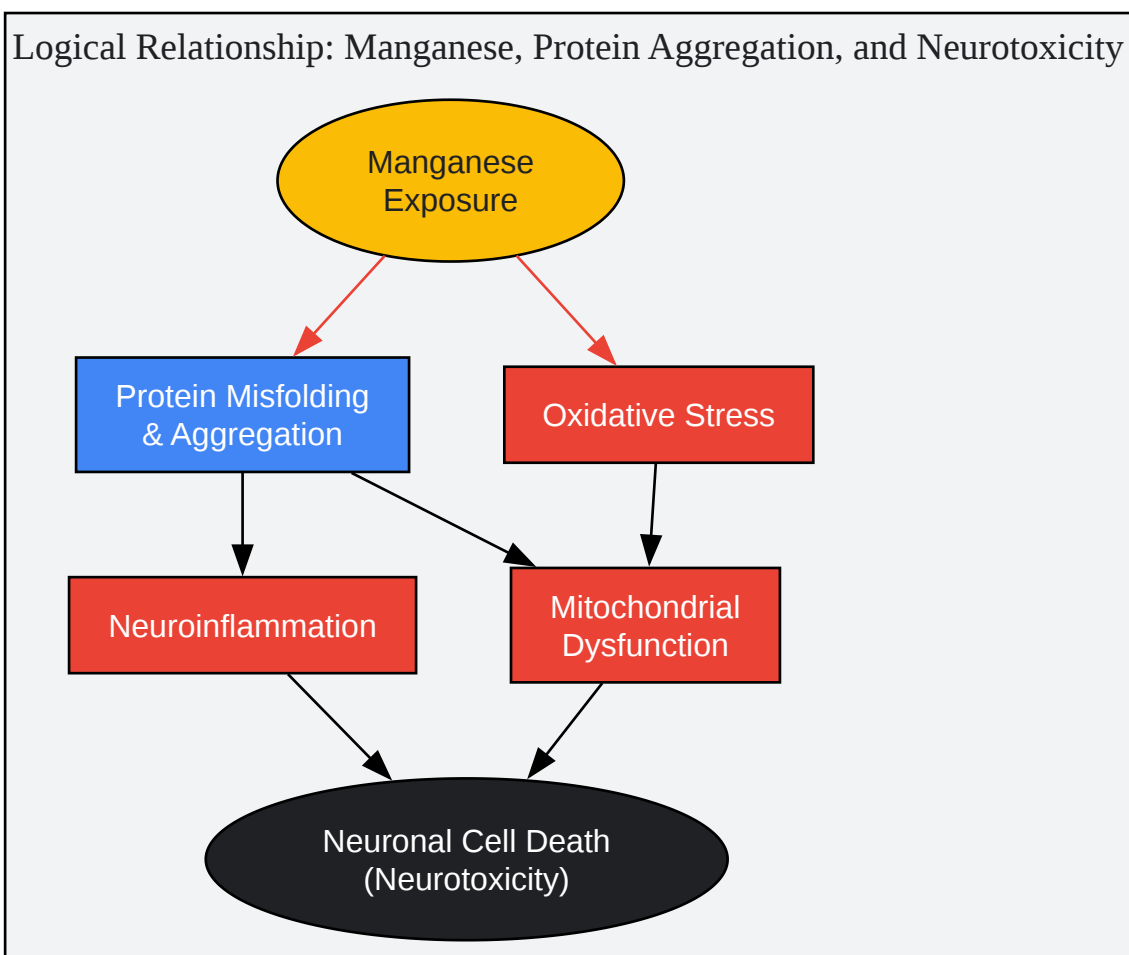 Logical Relationship: Manganese, Protein Aggregation, and Neurotoxicity
Manganese
Exposure
Protein Misfolding
& Aggregation
Oxidative Stress
Neuroinflammation
Mitochondrial
Dysfunction
Neuronal Cell Death
(Neurotoxicity)